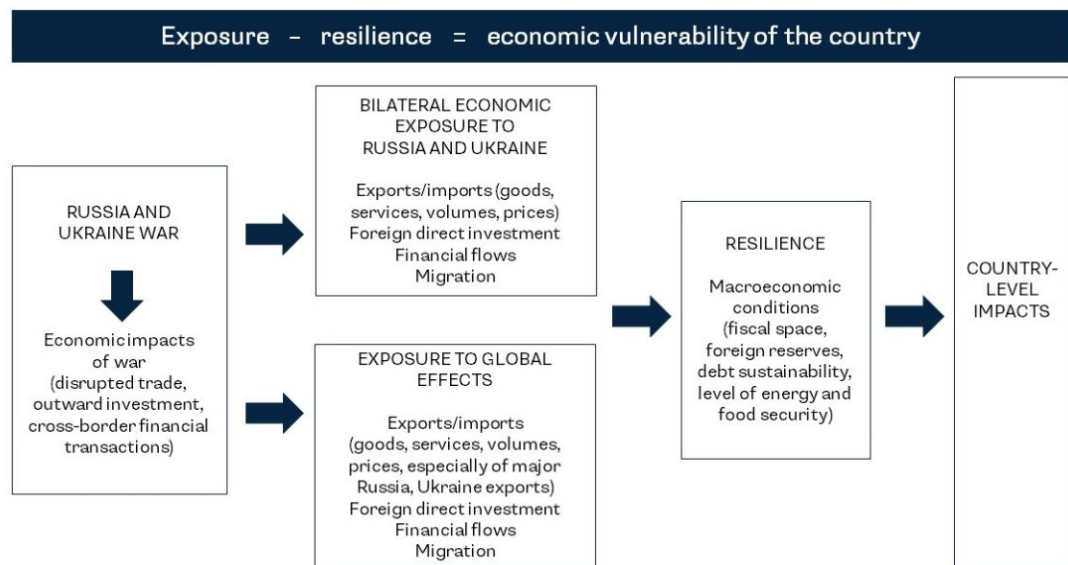 Exposure – resilience = economic vulnerability of the country
RUSSIA AND
UKRAINE WAR
Economic impacts
of war
(disrupted trade,
outward investment,
cross-border financial
transactions)
BILATERAL ECONOMIC
EXPOSURE TO
RUSSIA AND UKRAINE
Exports/imports (goods,
services, volumes, prices)
Foreign direct investment
Financial flows
Migration
EXPOSURE TO GLOBAL
EFFECTS
Exports/imports
(goods, services, volumes,
prices, especially of major
Russia, Ukraine exports)
Foreign direct investment
Financial flows
Migration
RESILIENCE
Macroeconomic
conditions
(fiscal space,
foreign reserves,
debt sustainability,
level of energy and
food security)
COUNTRY-
LEVEL
IMPACTS